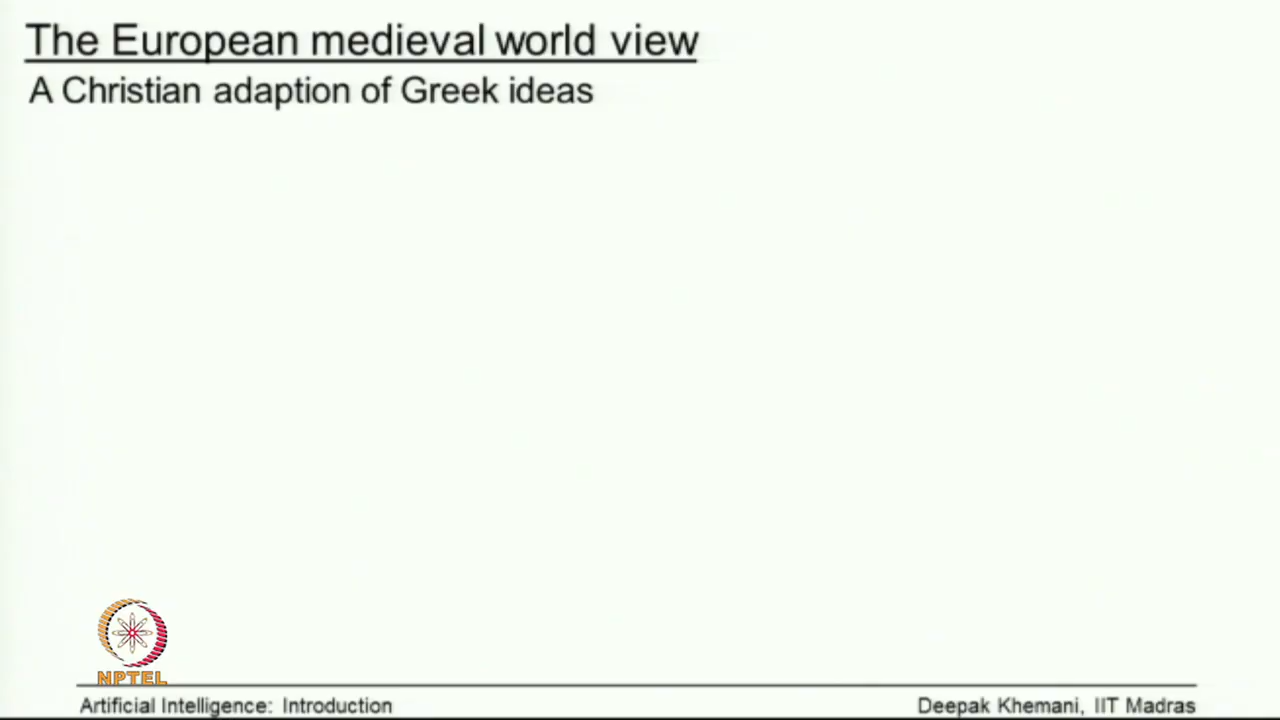 The European medieval world view
A Christian adaption of Greek ideas
NPTEL
Artificial Intelligence: Introduction
Deepak Khemani, IIT Madras